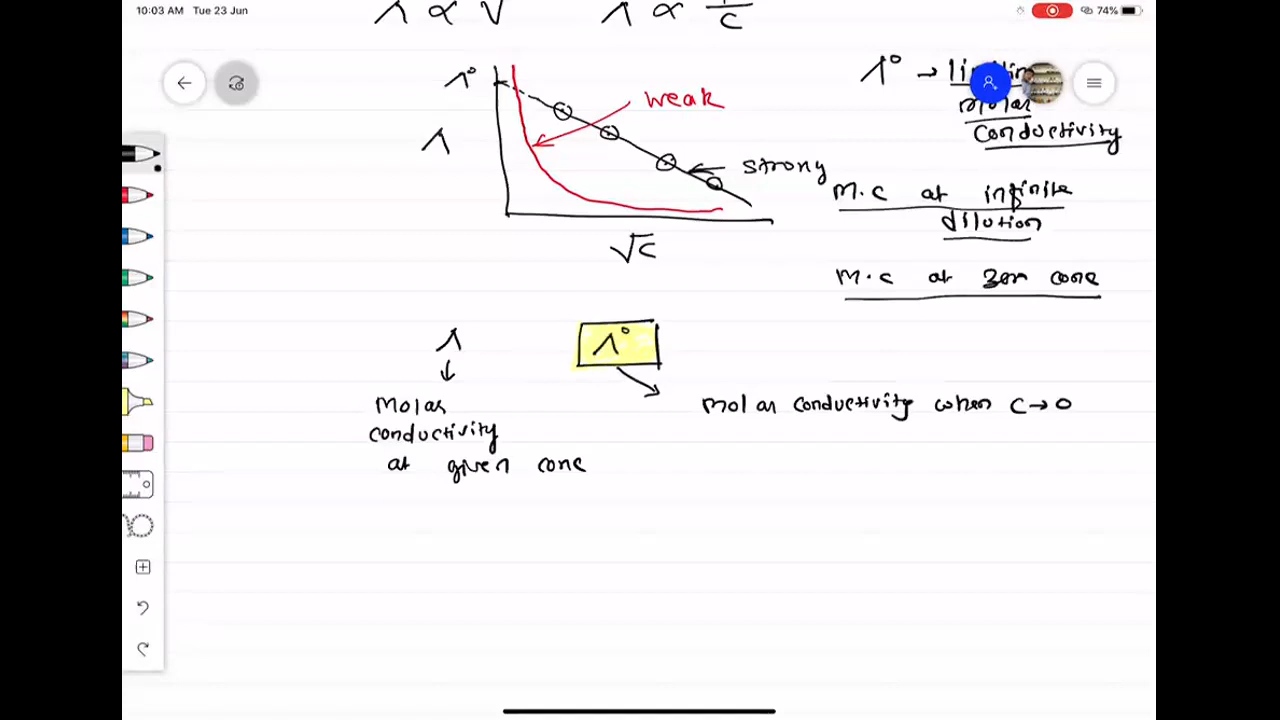 10:03 AM Tue 23 Jun
74%
Λ ∝ √
Λ ∝ 1/c
Λ°
Λ
weak
strong
√c
Λ° →
molar
conductivity
M.C at infinite
dilution
M.C at zero conc
Λ
Λ°
Molar
conductivity
at given conc
molar conductivity when C→0